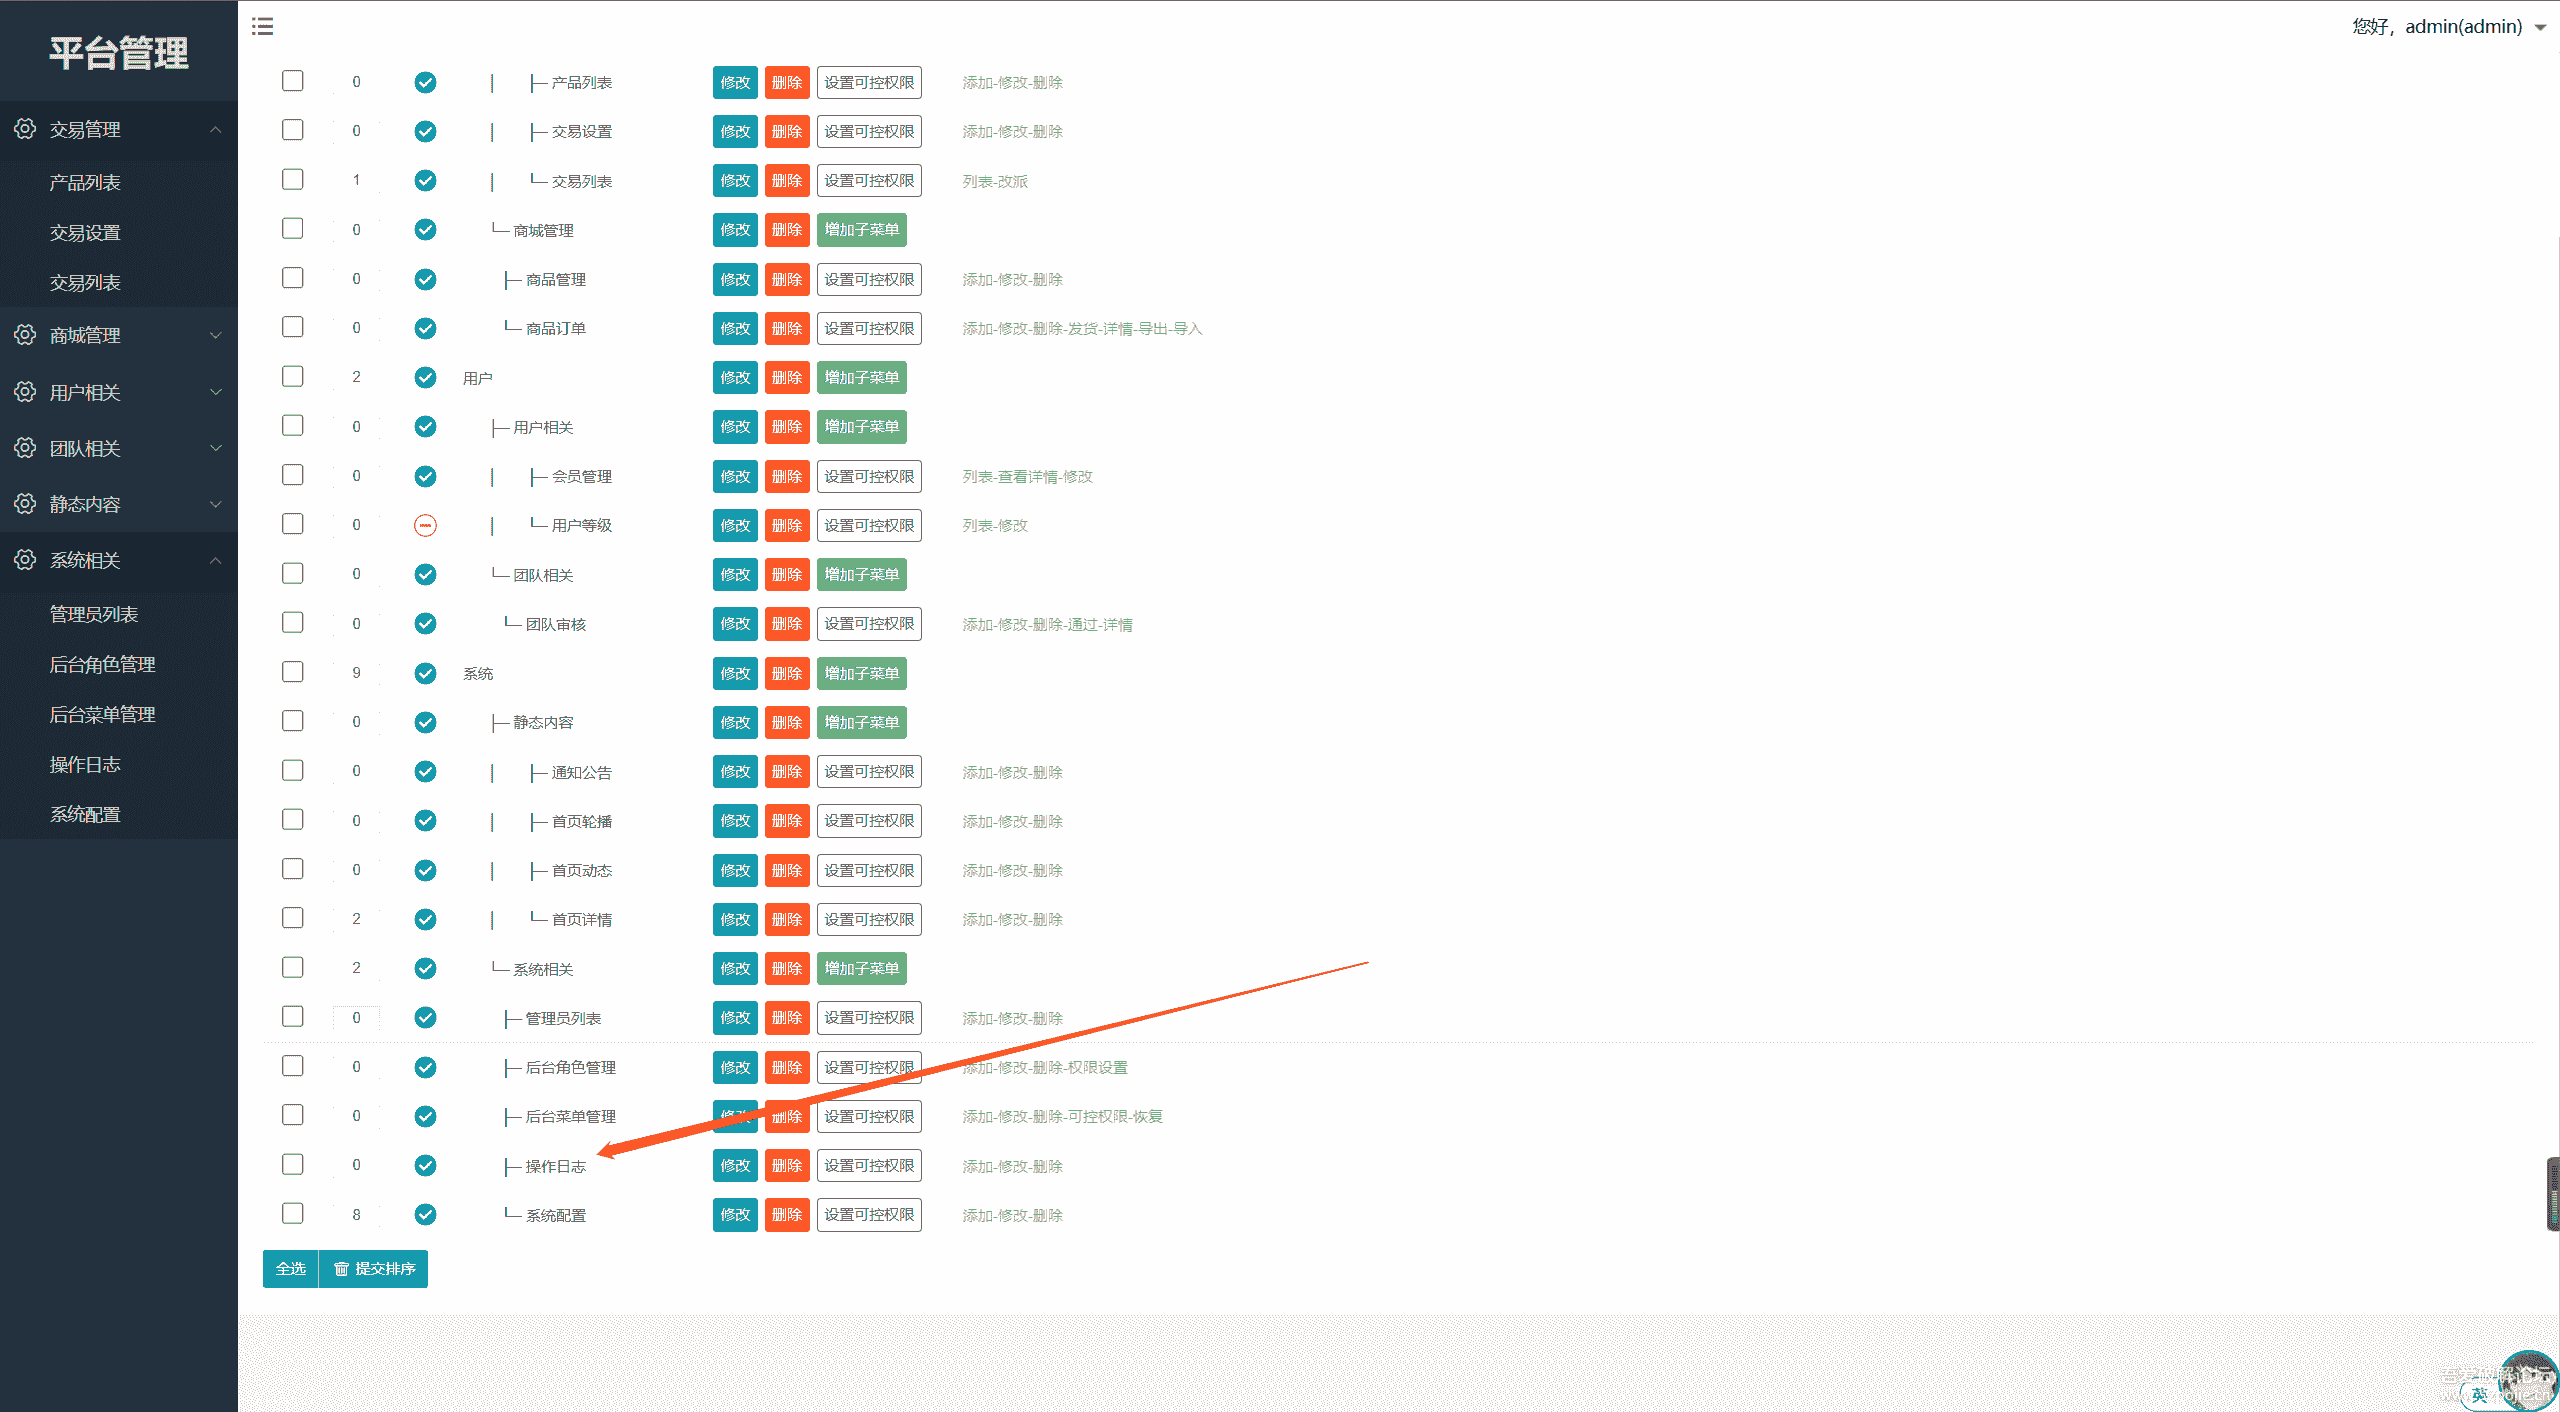 平台管理
您好，admin(admin)
交易管理
产品列表
交易设置
交易列表
商城管理
用户相关
团队相关
静态内容
系统相关
管理员列表
后台角色管理
后台菜单管理
操作日志
系统配置
0 产品列表 修改 删除 设置可控权限 添加-修改-删除
0 交易设置 修改 删除 设置可控权限 添加-修改-删除
1 交易列表 修改 删除 设置可控权限 列表-改派
0 商城管理 修改 删除 增加子菜单
0 商品管理 修改 删除 设置可控权限 添加-修改-删除
0 商品订单 修改 删除 设置可控权限 添加-修改-删除-发货-详情-导出-导入
2 用户 修改 删除 增加子菜单
0 用户相关 修改 删除 增加子菜单
0 会员管理 修改 删除 设置可控权限 列表-查看详情-修改
0 用户等级 修改 删除 设置可控权限 列表-修改
0 团队相关 修改 删除 增加子菜单
0 团队审核 修改 删除 设置可控权限 添加-修改-删除-通过-详情
9 系统 修改 删除 增加子菜单
0 静态内容 修改 删除 增加子菜单
0 通知公告 修改 删除 设置可控权限 添加-修改-删除
0 首页轮播 修改 删除 设置可控权限 添加-修改-删除
0 首页动态 修改 删除 设置可控权限 添加-修改-删除
2 首页详情 修改 删除 设置可控权限 添加-修改-删除
2 系统相关 修改 删除 增加子菜单
0 管理员列表 修改 删除 设置可控权限 添加-修改-删除
0 后台角色管理 修改 删除 设置可控权限 添加-修改-删除-权限设置
0 后台菜单管理 修改 删除 设置可控权限 添加-修改-删除-可控权限-恢复
0 操作日志 修改 删除 设置可控权限 添加-修改-删除
8 系统配置 修改 删除 设置可控权限 添加-修改-删除
全选 提交排序
英